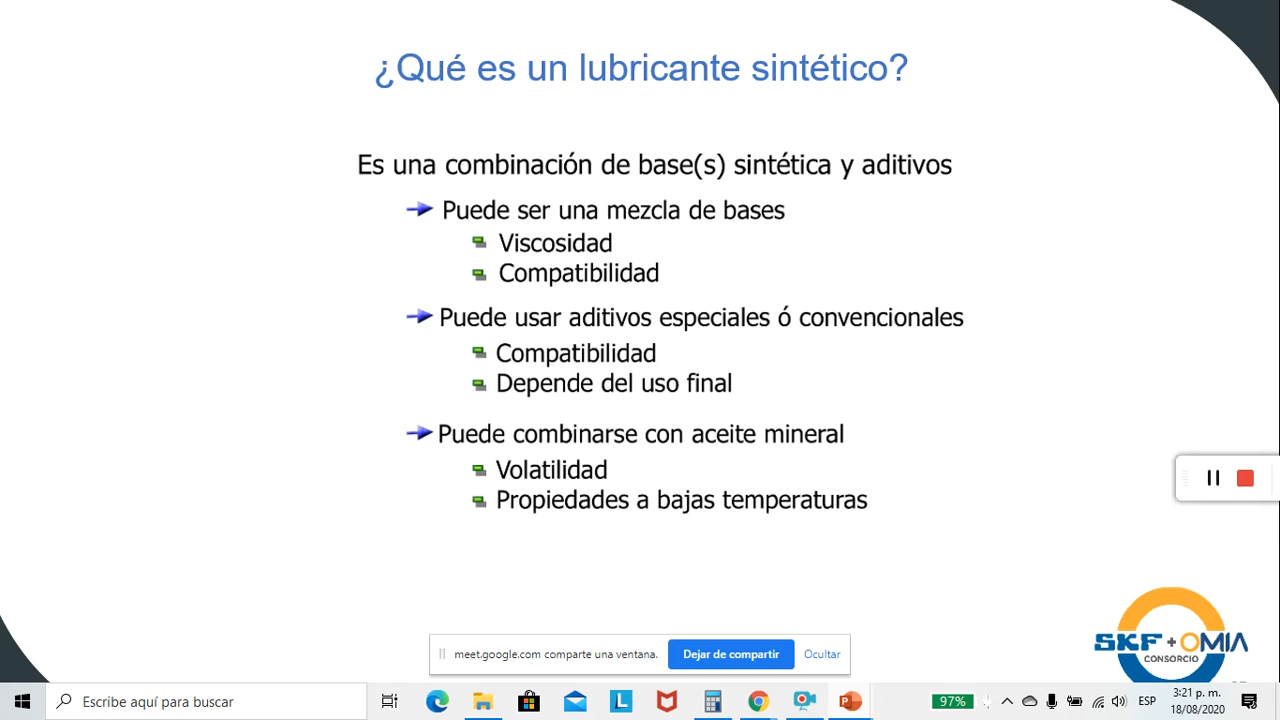 ¿Qué es un lubricante sintético?
Es una combinación de base(s) sintética y aditivos
Puede ser una mezcla de bases
Viscosidad
Compatibilidad
Puede usar aditivos especiales ó convencionales
Compatibilidad
Depende del uso final
Puede combinarse con aceite mineral
Volatilidad
Propiedades a bajas temperaturas
SKF + OMIA
CONSORCIO
meet.google.com comparte una ventana. Dejar de compartir Ocultar
Escribe aquí para buscar
97%
ESP
3:21 p. m.
18/08/2020